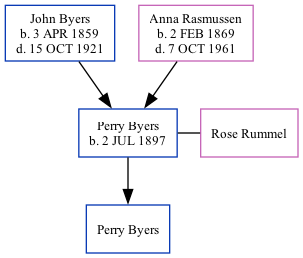 John Byers
b. 3 APR 1859
d. 15 OCT 1921
Anna Rasmussen
b. 2 FEB 1869
d. 7 OCT 1961
Perry Byers
b. 2 JUL 1897
Rose Rummel
Perry Byers